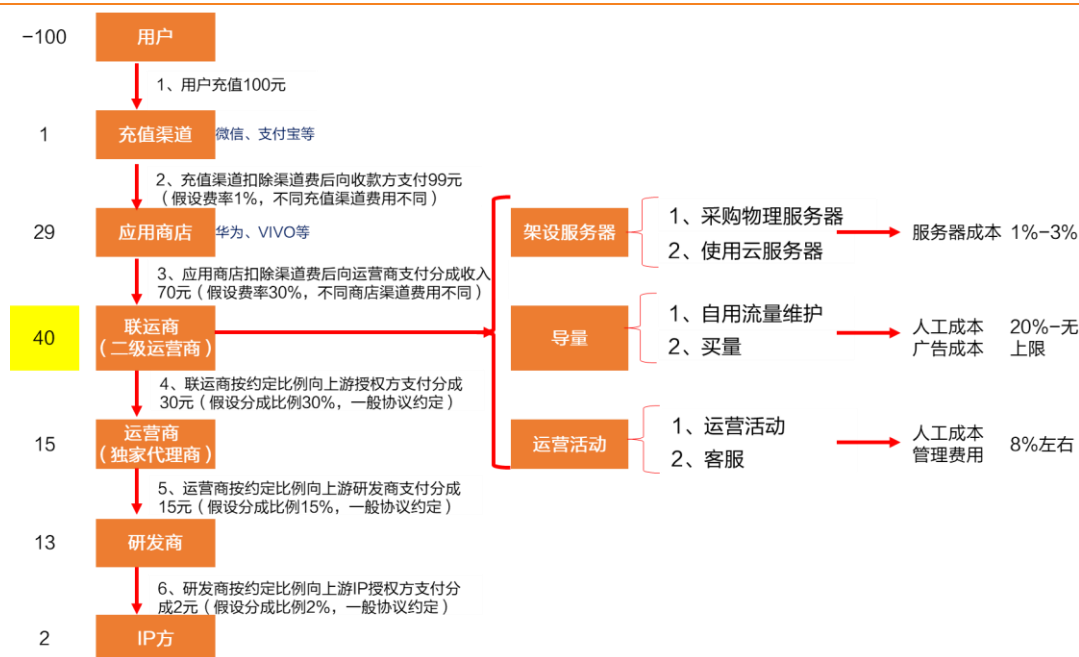 −100
用户
1、用户充值100元
1
充值渠道
微信、支付宝等
2、充值渠道扣除渠道费后向收款方支付99元
（假设费率1%，不同充值渠道费用不同）
29
应用商店
华为、VIVO等
3、应用商店扣除渠道费后向运营商支付分成收入
70元（假设费率30%，不同商店渠道费用不同）
40
联运商
（二级运营商）
4、联运商按约定比例向上游授权方支付分成
30元（假设分成比例30%，一般协议约定）
15
运营商
（独家代理商）
5、运营商按约定比例向上游研发商支付分成
15元（假设分成比例15%，一般协议约定）
13
研发商
6、研发商按约定比例向上游IP授权方支付分
成2元（假设分成比例2%，一般协议约定）
2
IP方
架设服务器
1、采购物理服务器
2、使用云服务器
服务器成本 1%−3%
导量
1、自用流量维护
2、买量
人工成本
广告成本
20%−无
上限
运营活动
1、运营活动
2、客服
人工成本
管理费用
8%左右